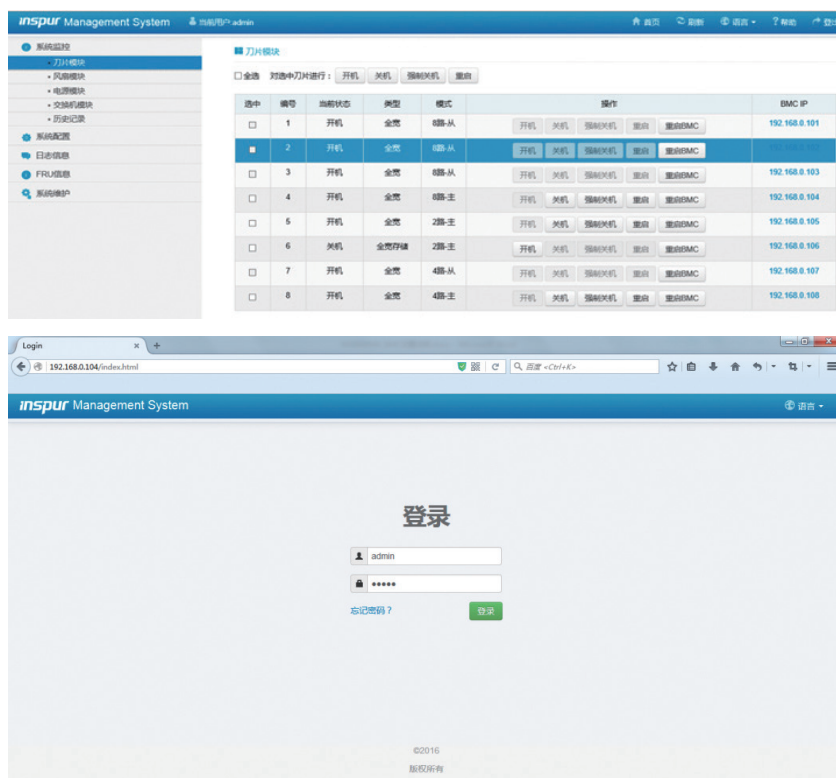 inspur Management System 当前用户: admin 首页 刷新 语言 帮助
系统监控
刀片模块
风扇模块
电源模块
交换机模块
历史记录
系统配置
日志信息
FRU信息
系统维护
刀片模块
全选 对选中刀片进行： 开机 关机 强制关机 重启
选中 编号 当前状态 类型 模式 操作 BMC IP
1 开机 全宽 8路-从 开机 关机 强制关机 重启 重启BMC 192.168.0.101
2 开机 全宽 8路-从 开机 关机 强制关机 重启 重启BMC
3 开机 全宽 8路-从 开机 关机 强制关机 重启 重启BMC 192.168.0.103
4 开机 全宽 8路-主 开机 关机 强制关机 重启 重启BMC 192.168.0.104
5 开机 全宽 2路-主 开机 关机 强制关机 重启 重启BMC 192.168.0.105
6 关机 全宽存储 2路-主 开机 关机 强制关机 重启 重启BMC 192.168.0.106
7 开机 全宽 4路-从 开机 关机 强制关机 重启 重启BMC 192.168.0.107
8 开机 全宽 4路-主 开机 关机 强制关机 重启 重启BMC 192.168.0.108
Login
192.168.0.104/index.html 百度 <Ctrl+K>
inspur Management System 语言
登录
admin
忘记密码？ 登录
©2016
版权所有